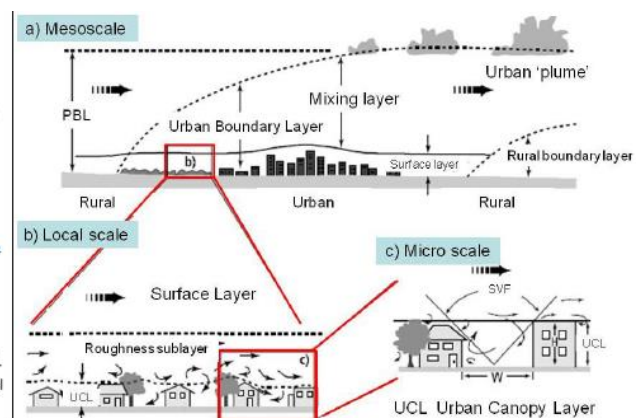 a) Mesoscale
Urban 'plume'
PBL
Mixing layer
Urban Boundary Layer
b)
Surface layer
Rural boundary layer
Rural
Urban
Rural
b) Local scale
Surface Layer
Roughness sublayer
c)
UCL
c) Micro scale
SVF
H
UCL
W
UCL Urban Canopy Layer